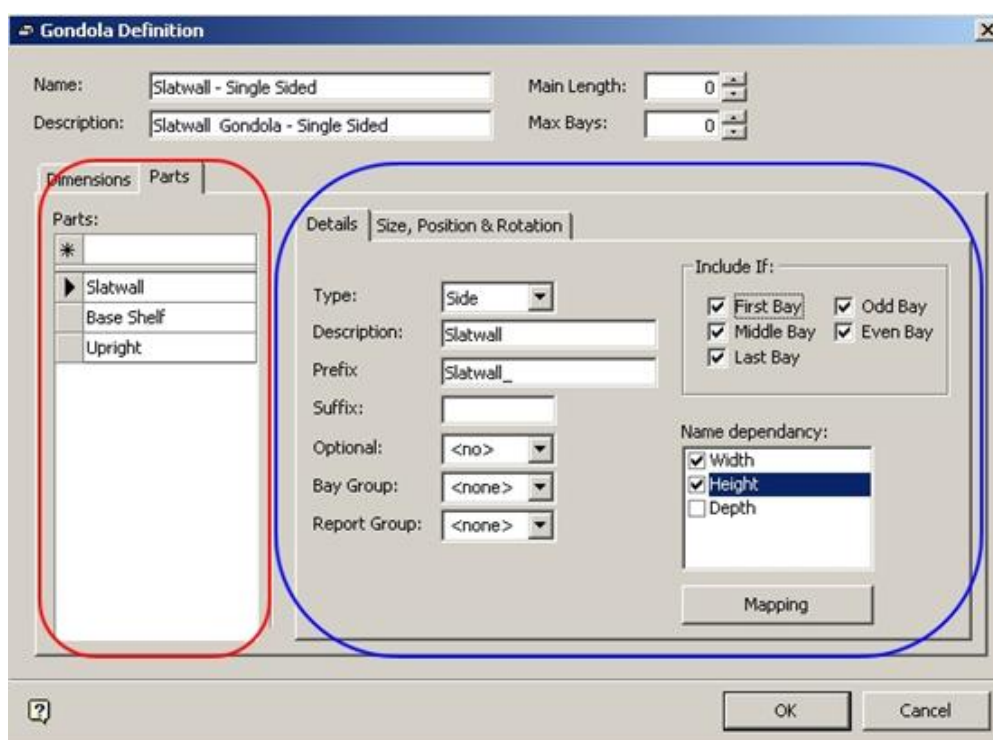 Gondola Definition
Name: Slatwall - Single Sided Main Length: 0
Description: Slatwall Gondola - Single Sided Max Bays: 0
Dimensions Parts
Parts:
Slatwall
Base Shelf
Upright
Details Size, Position & Rotation
Type: Side
Description: Slatwall
Prefix Slatwall_
Suffix:
Optional: <no>
Bay Group: <none>
Report Group: <none>
Include If:
First Bay Odd Bay
Middle Bay Even Bay
Last Bay
Name dependancy:
Width
Height
Depth
Mapping
OK Cancel